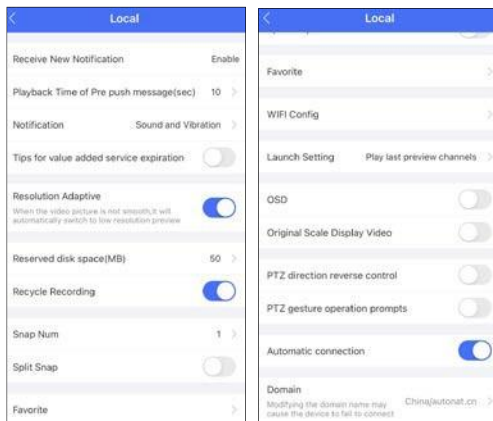 Local
Receive New Notification Enable
Playback Time of Pre push message(sec) 10
Notification Sound and Vibration
Tips for value added service expiration
Resolution Adaptive
When the video picture is not smooth,it will
automatically switch to low resolution preview
Reserved disk space(MB) 50
Recycle Recording
Snap Num 1
Split Snap
Favorite
Local
Favorite
WIFI Config
Launch Setting Play last preview channels
OSD
Original Scale Display Video
PTZ direction reverse control
PTZ gesture operation prompts
Automatic connection
Domain
Modifying the domain name may China/autonat.cn
cause the device to fail to connect